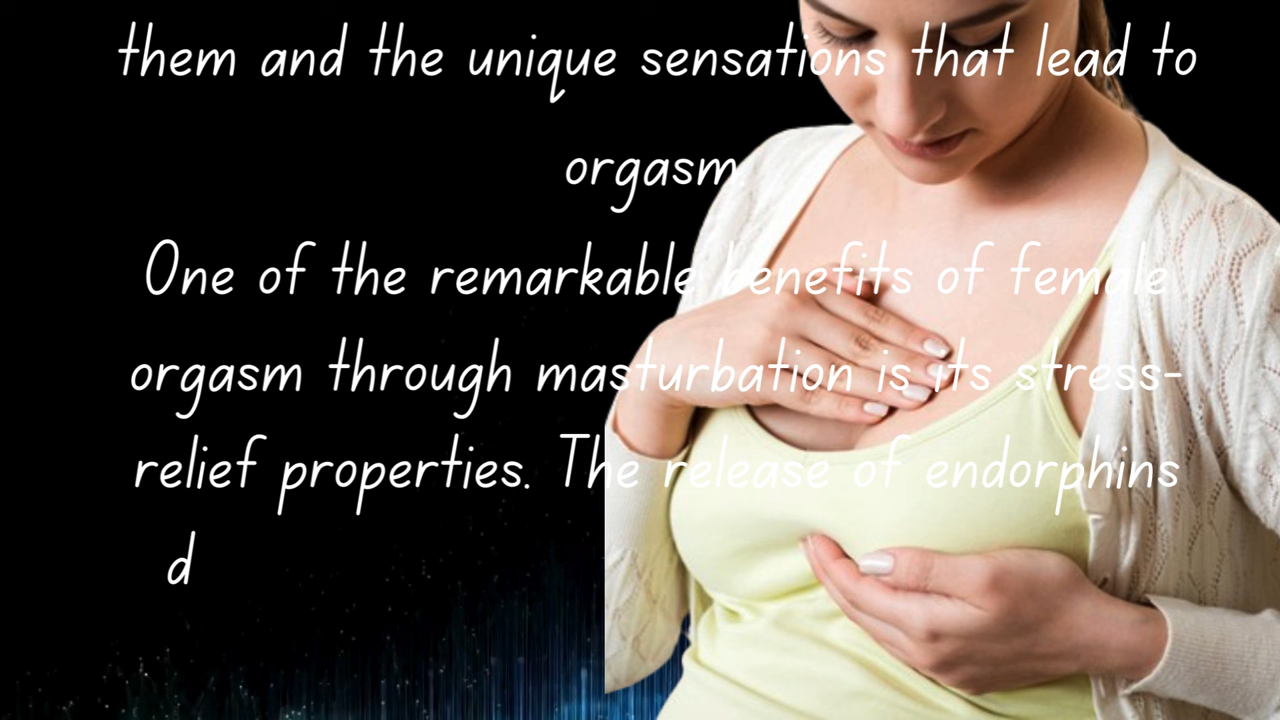 them and the unique sensations that lead to
orgasm.
One of the remarkable benefits of female
orgasm through masturbation is its stress-
relief properties. The release of endorphins
d